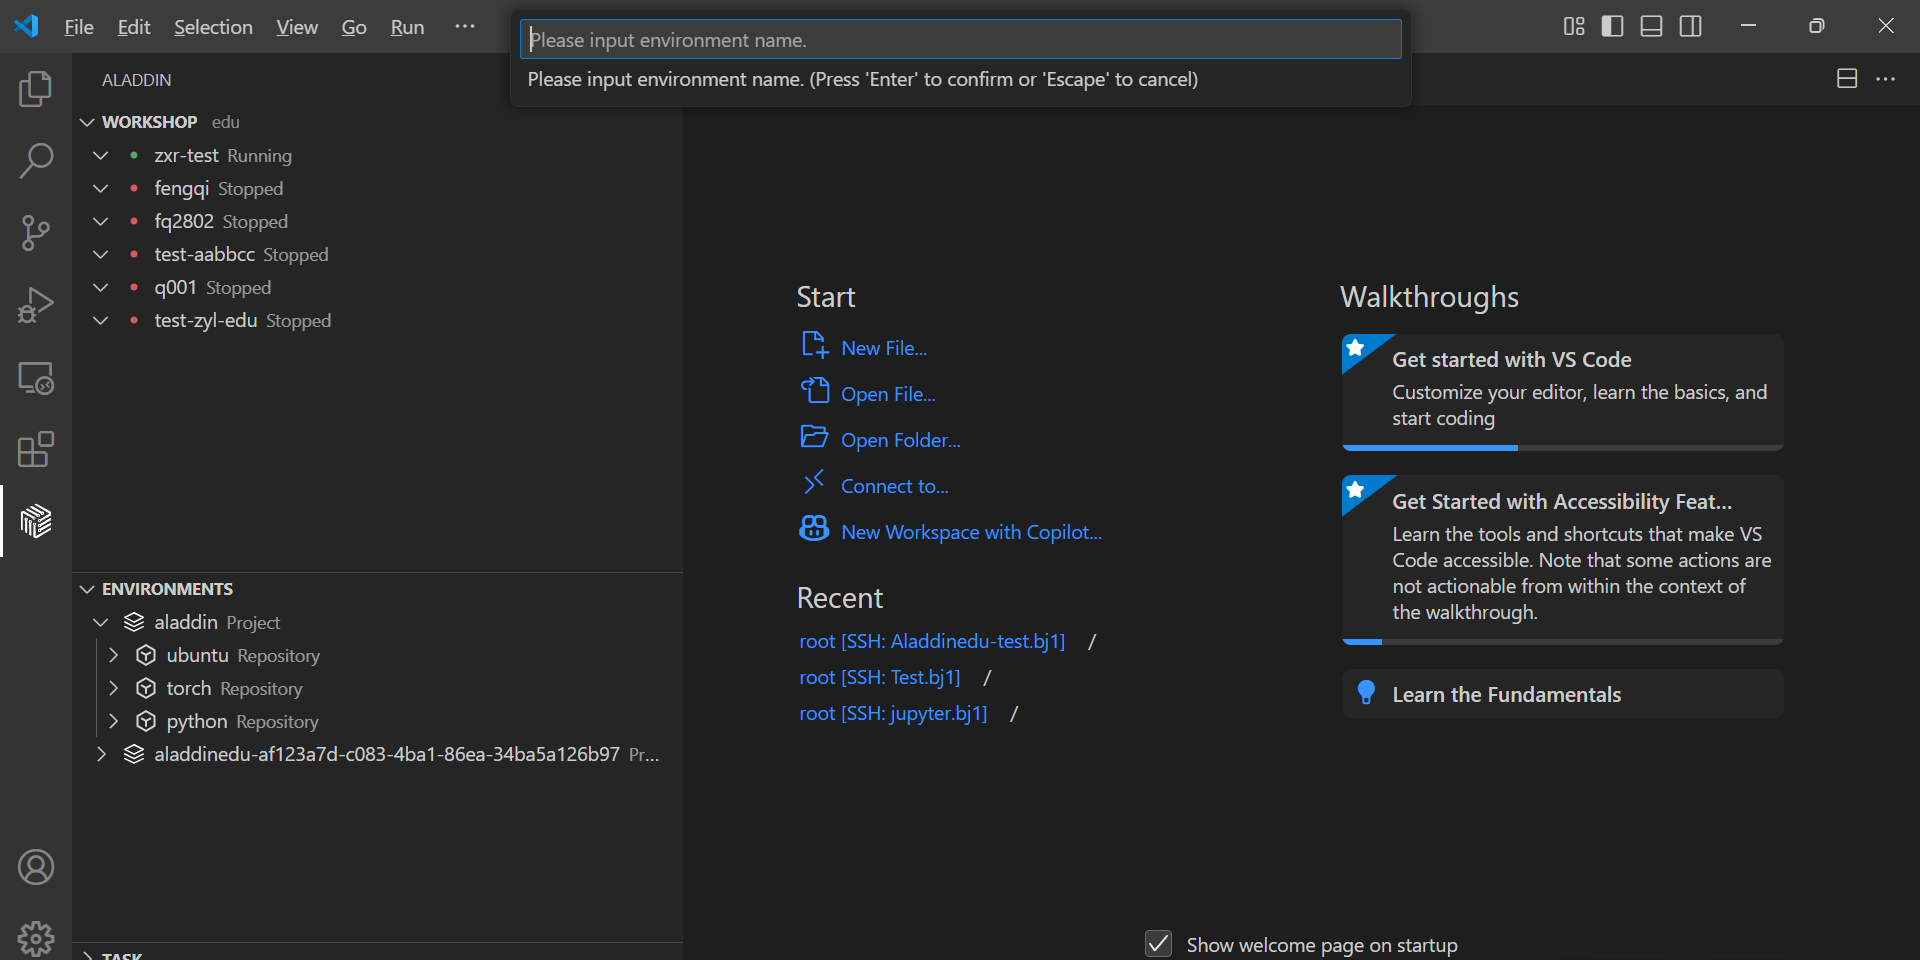 File Edit Selection View Go Run ···
Please input environment name.
Please input environment name. (Press 'Enter' to confirm or 'Escape' to cancel)
ALADDIN
WORKSHOP edu
zxr-test Running
fengqi Stopped
fq2802 Stopped
test-aabbcc Stopped
q001 Stopped
test-zyl-edu Stopped
ENVIRONMENTS
aladdin Project
ubuntu Repository
torch Repository
python Repository
aladdinedu-af123a7d-c083-4ba1-86ea-34ba5a126b97 Pr...
TASK
Start
New File...
Open File...
Open Folder...
Connect to...
New Workspace with Copilot...
Recent
root [SSH: Aladdinedu-test.bj1] /
root [SSH: Test.bj1] /
root [SSH: jupyter.bj1] /
Walkthroughs
Get started with VS Code
Customize your editor, learn the basics, and
start coding
Get Started with Accessibility Feat...
Learn the tools and shortcuts that make VS
Code accessible. Note that some actions are
not actionable from within the context of
the walkthrough.
Learn the Fundamentals
Show welcome page on startup